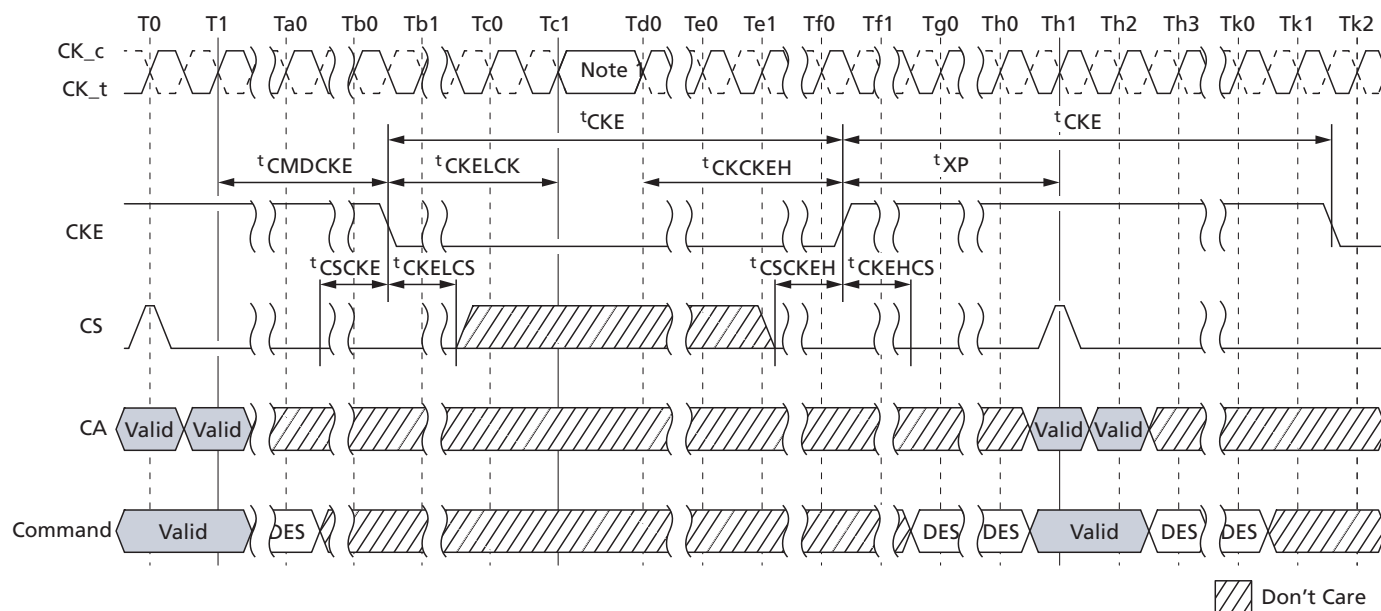 T0 T1 Ta0 Tb0 Tb1 Tc0 Tc1 Td0 Te0 Te1 Tf0 Tf1 Tg0 Th0 Th1 Th2 Th3 Tk0 Tk1 Tk2
CK_c
CK_t
Note 1
tCKE tCKE
tCMDCKE tCKELCK tCKCKEH tXP
CKE
tCSCKE tCKELCS tCSCKEH tCKEHCS
CS
CA Valid Valid Valid Valid
Command Valid DES DES DES Valid DES DES
Don't Care